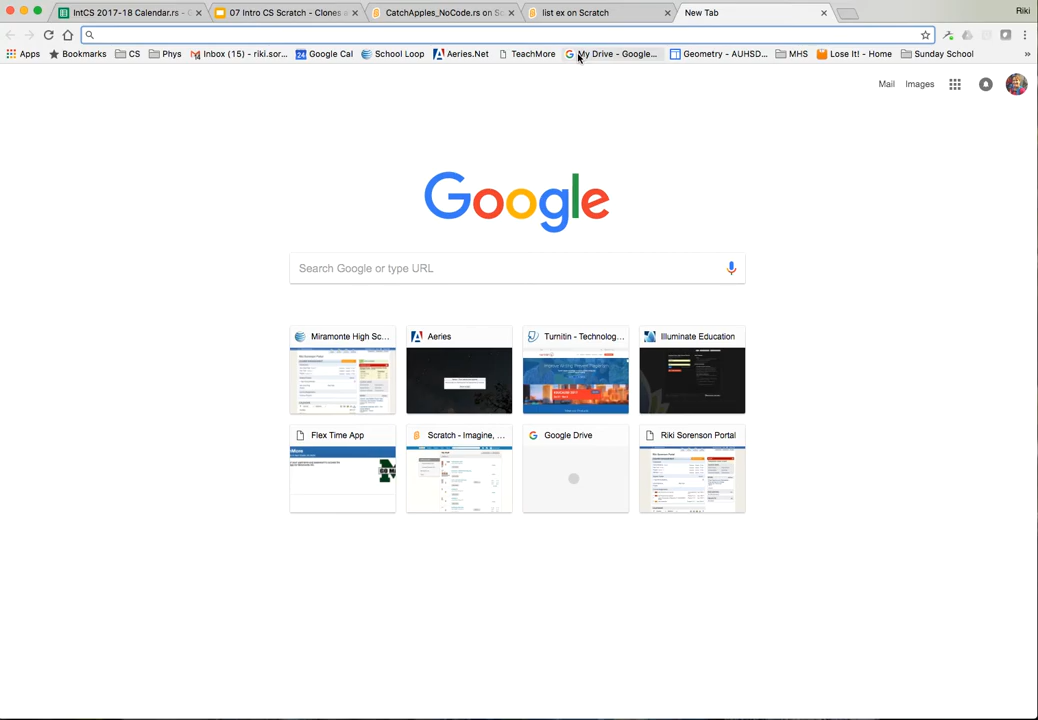 IntCS 2017-18 Calendar.rs - G
07 Intro CS Scratch - Clones a
CatchApples_NoCode.rs on Sc
list ex on Scratch
New Tab
Riki
Apps
Bookmarks
CS
Phys
Inbox (15) - riki.sor...
24 Google Cal
School Loop
Aeries.Net
TeachMore
My Drive - Google...
Geometry - AUHSD...
MHS
Lose It! - Home
Sunday School
»
Mail
Images
Google
Search Google or type URL
Miramonte High Sc...
Aeries
Turnitin - Technolog...
Illuminate Education
Flex Time App
Scratch - Imagine, ...
Google Drive
Riki Sorenson Portal